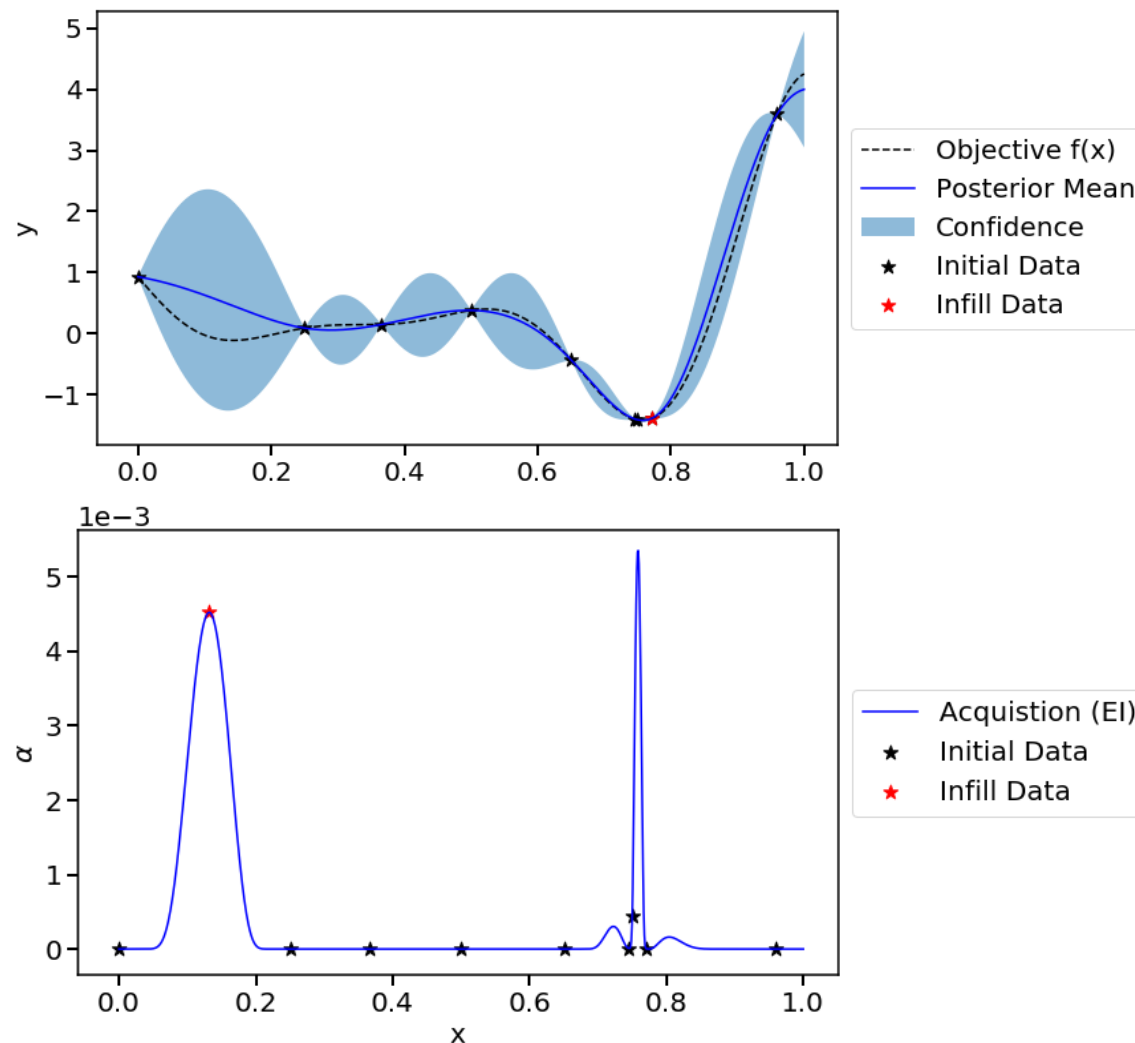 5
4
3
2
1
0
−1
y
0.0 0.2 0.4 0.6 0.8 1.0
Objective f(x)
Posterior Mean
Confidence
Initial Data
Infill Data
1e−3
5
4
3
2
1
0
α
0.0 0.2 0.4 0.6 0.8 1.0
x
Acquistion (EI)
Initial Data
Infill Data